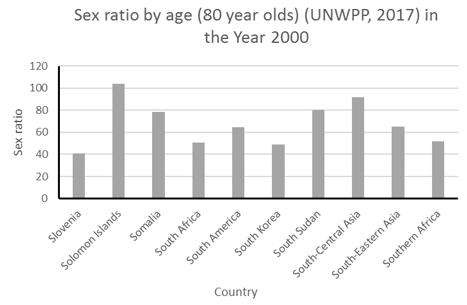 Sex ratio by age (80 year olds) (UNWPP, 2017) in
the Year 2000
120
100
80
60
40
20
0
Sex ratio
Slovenia
Solomon Islands
Somalia
South Africa
South America
South Korea
South Sudan
South-Central Asia
South-Eastern Asia
Southern Africa
Country